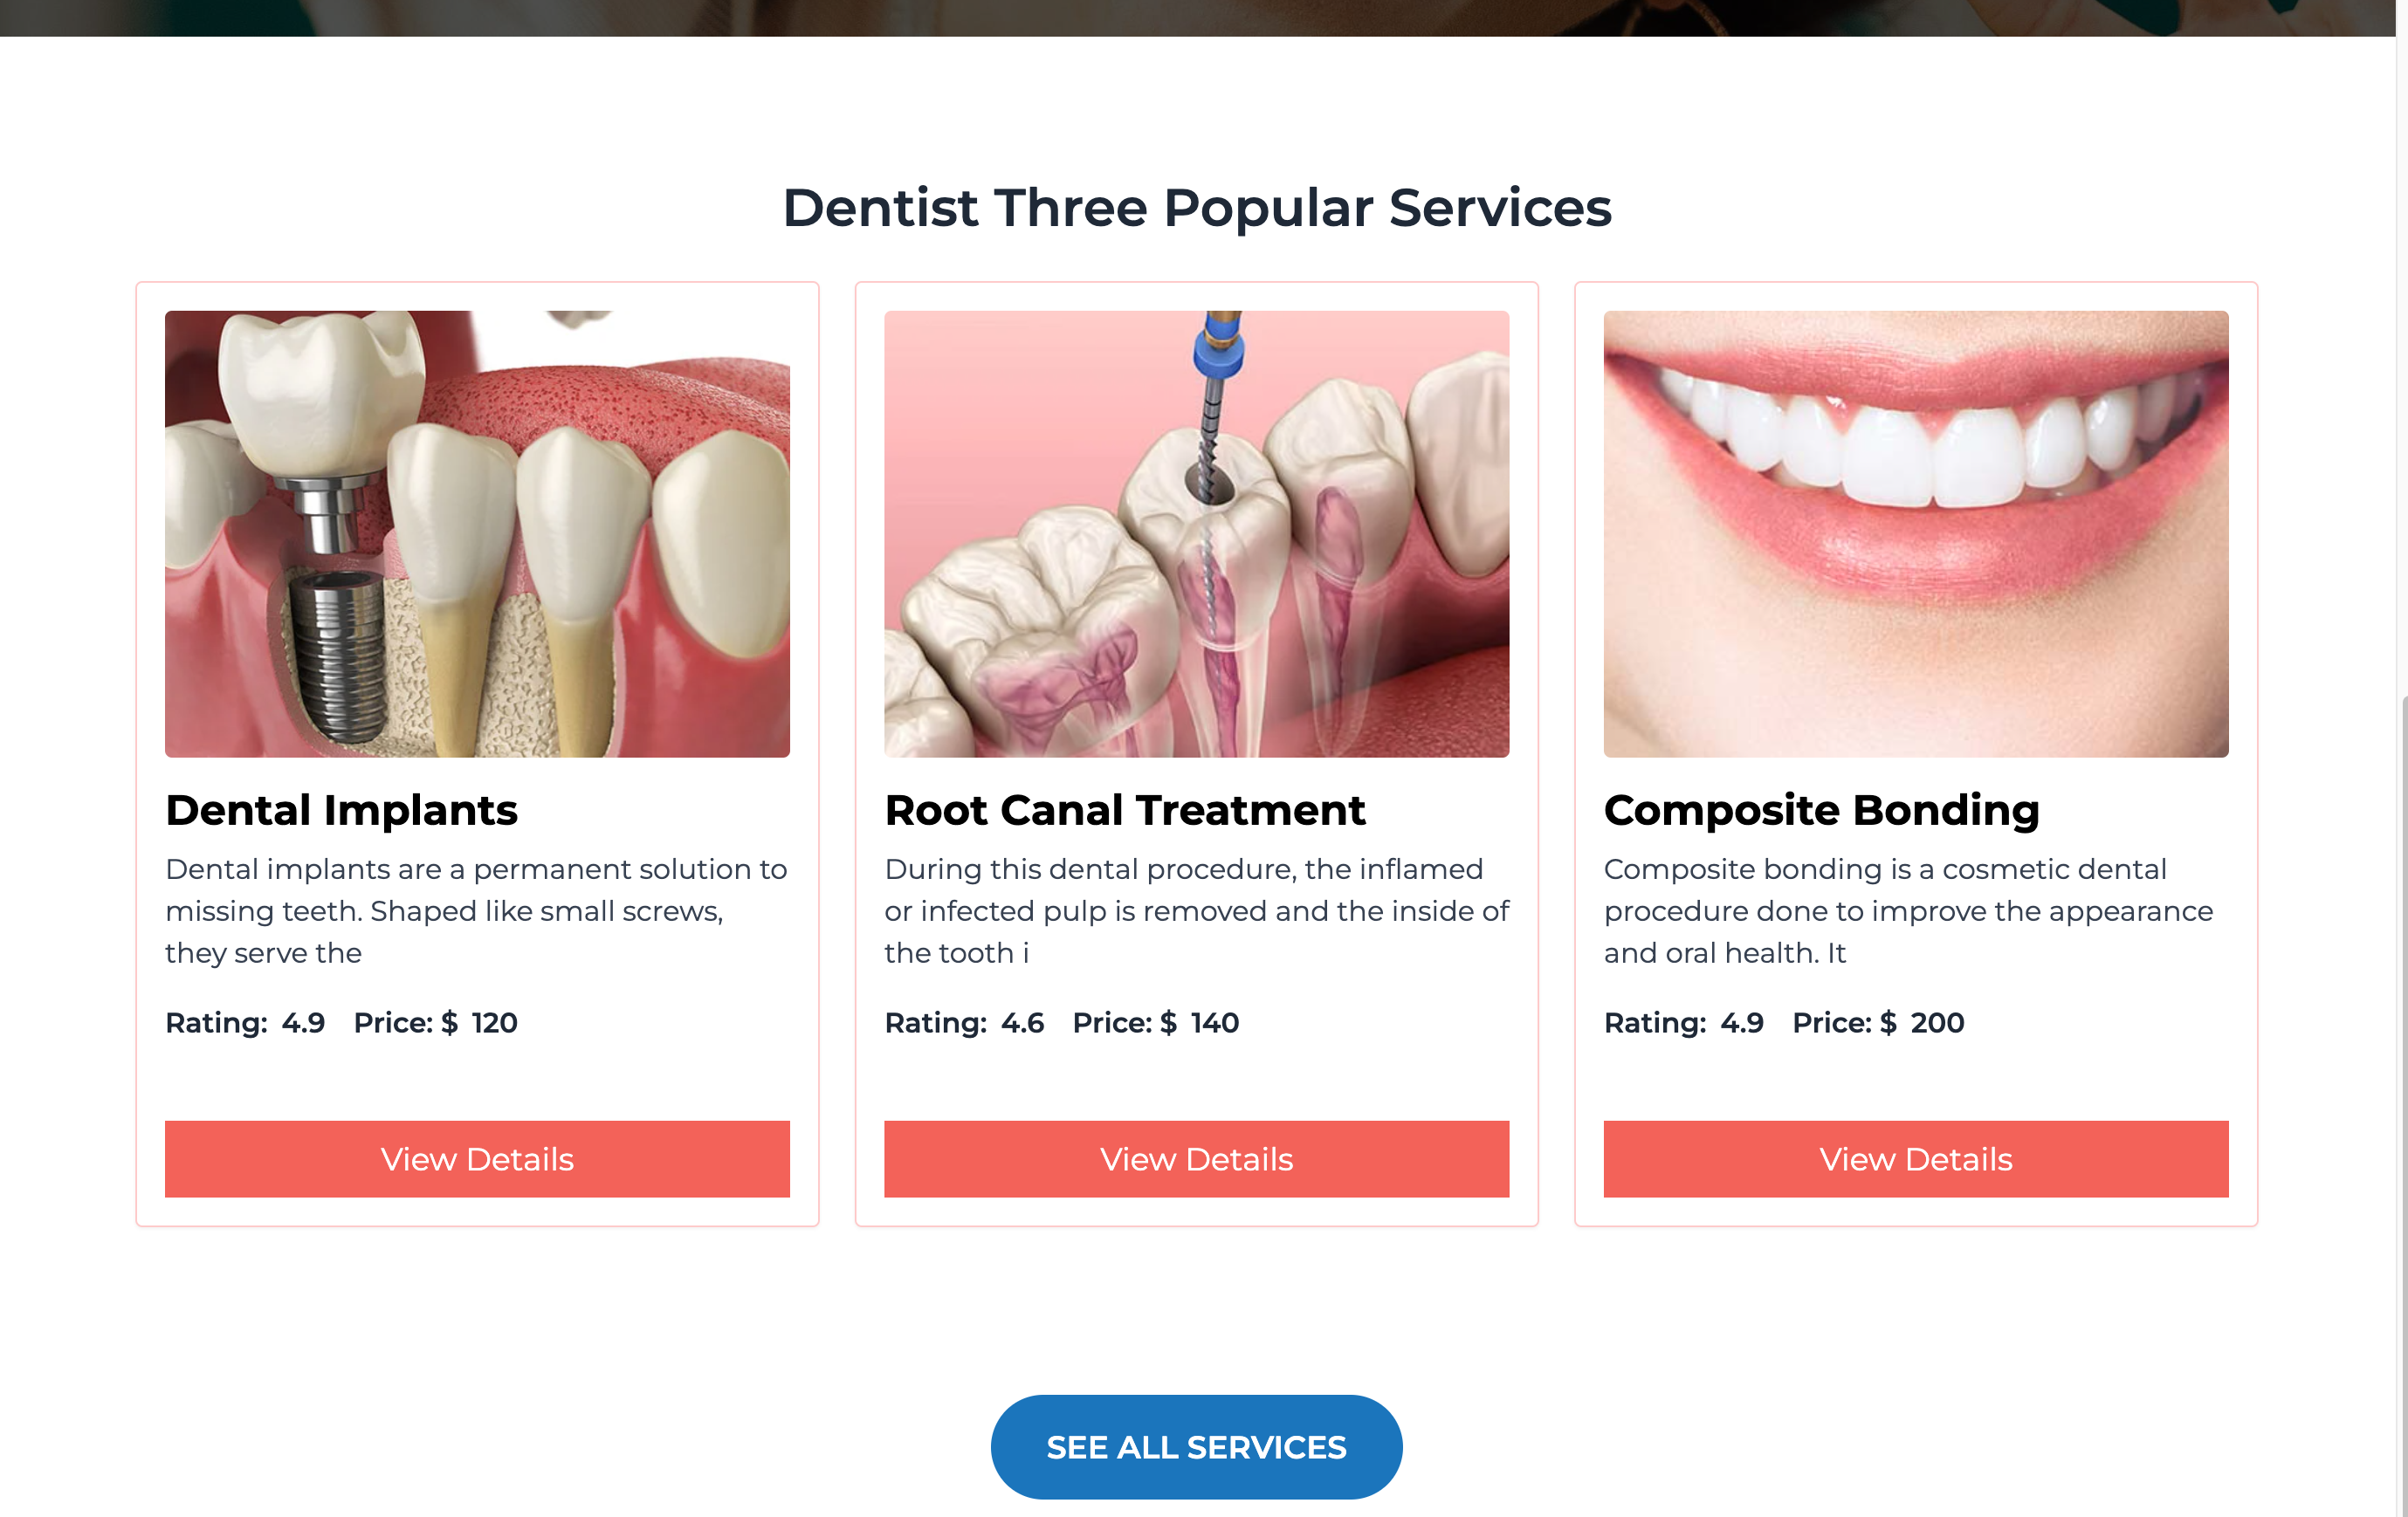 Dentist Three Popular Services
Dental Implants
Dental implants are a permanent solution to
missing teeth. Shaped like small screws,
they serve the
Rating: 4.9 Price: $ 120
View Details
Root Canal Treatment
During this dental procedure, the inflamed
or infected pulp is removed and the inside of
the tooth i
Rating: 4.6 Price: $ 140
View Details
Composite Bonding
Composite bonding is a cosmetic dental
procedure done to improve the appearance
and oral health. It
Rating: 4.9 Price: $ 200
View Details
SEE ALL SERVICES